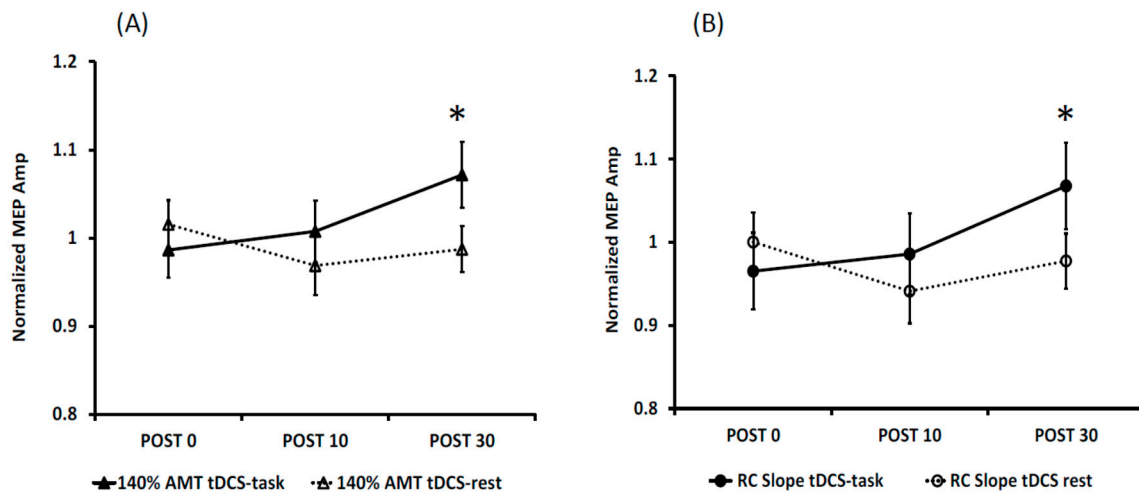 (A)
1.2
1.1
1
0.9
0.8
Normalized MEP Amp
*
POST 0 POST 10 POST 30
140% AMT tDCS-task 140% AMT tDCS-rest
(B)
1.2
1.1
1
0.9
0.8
Normalized MEP Amp
*
POST 0 POST 10 POST 30
RC Slope tDCS-task RC Slope tDCS rest